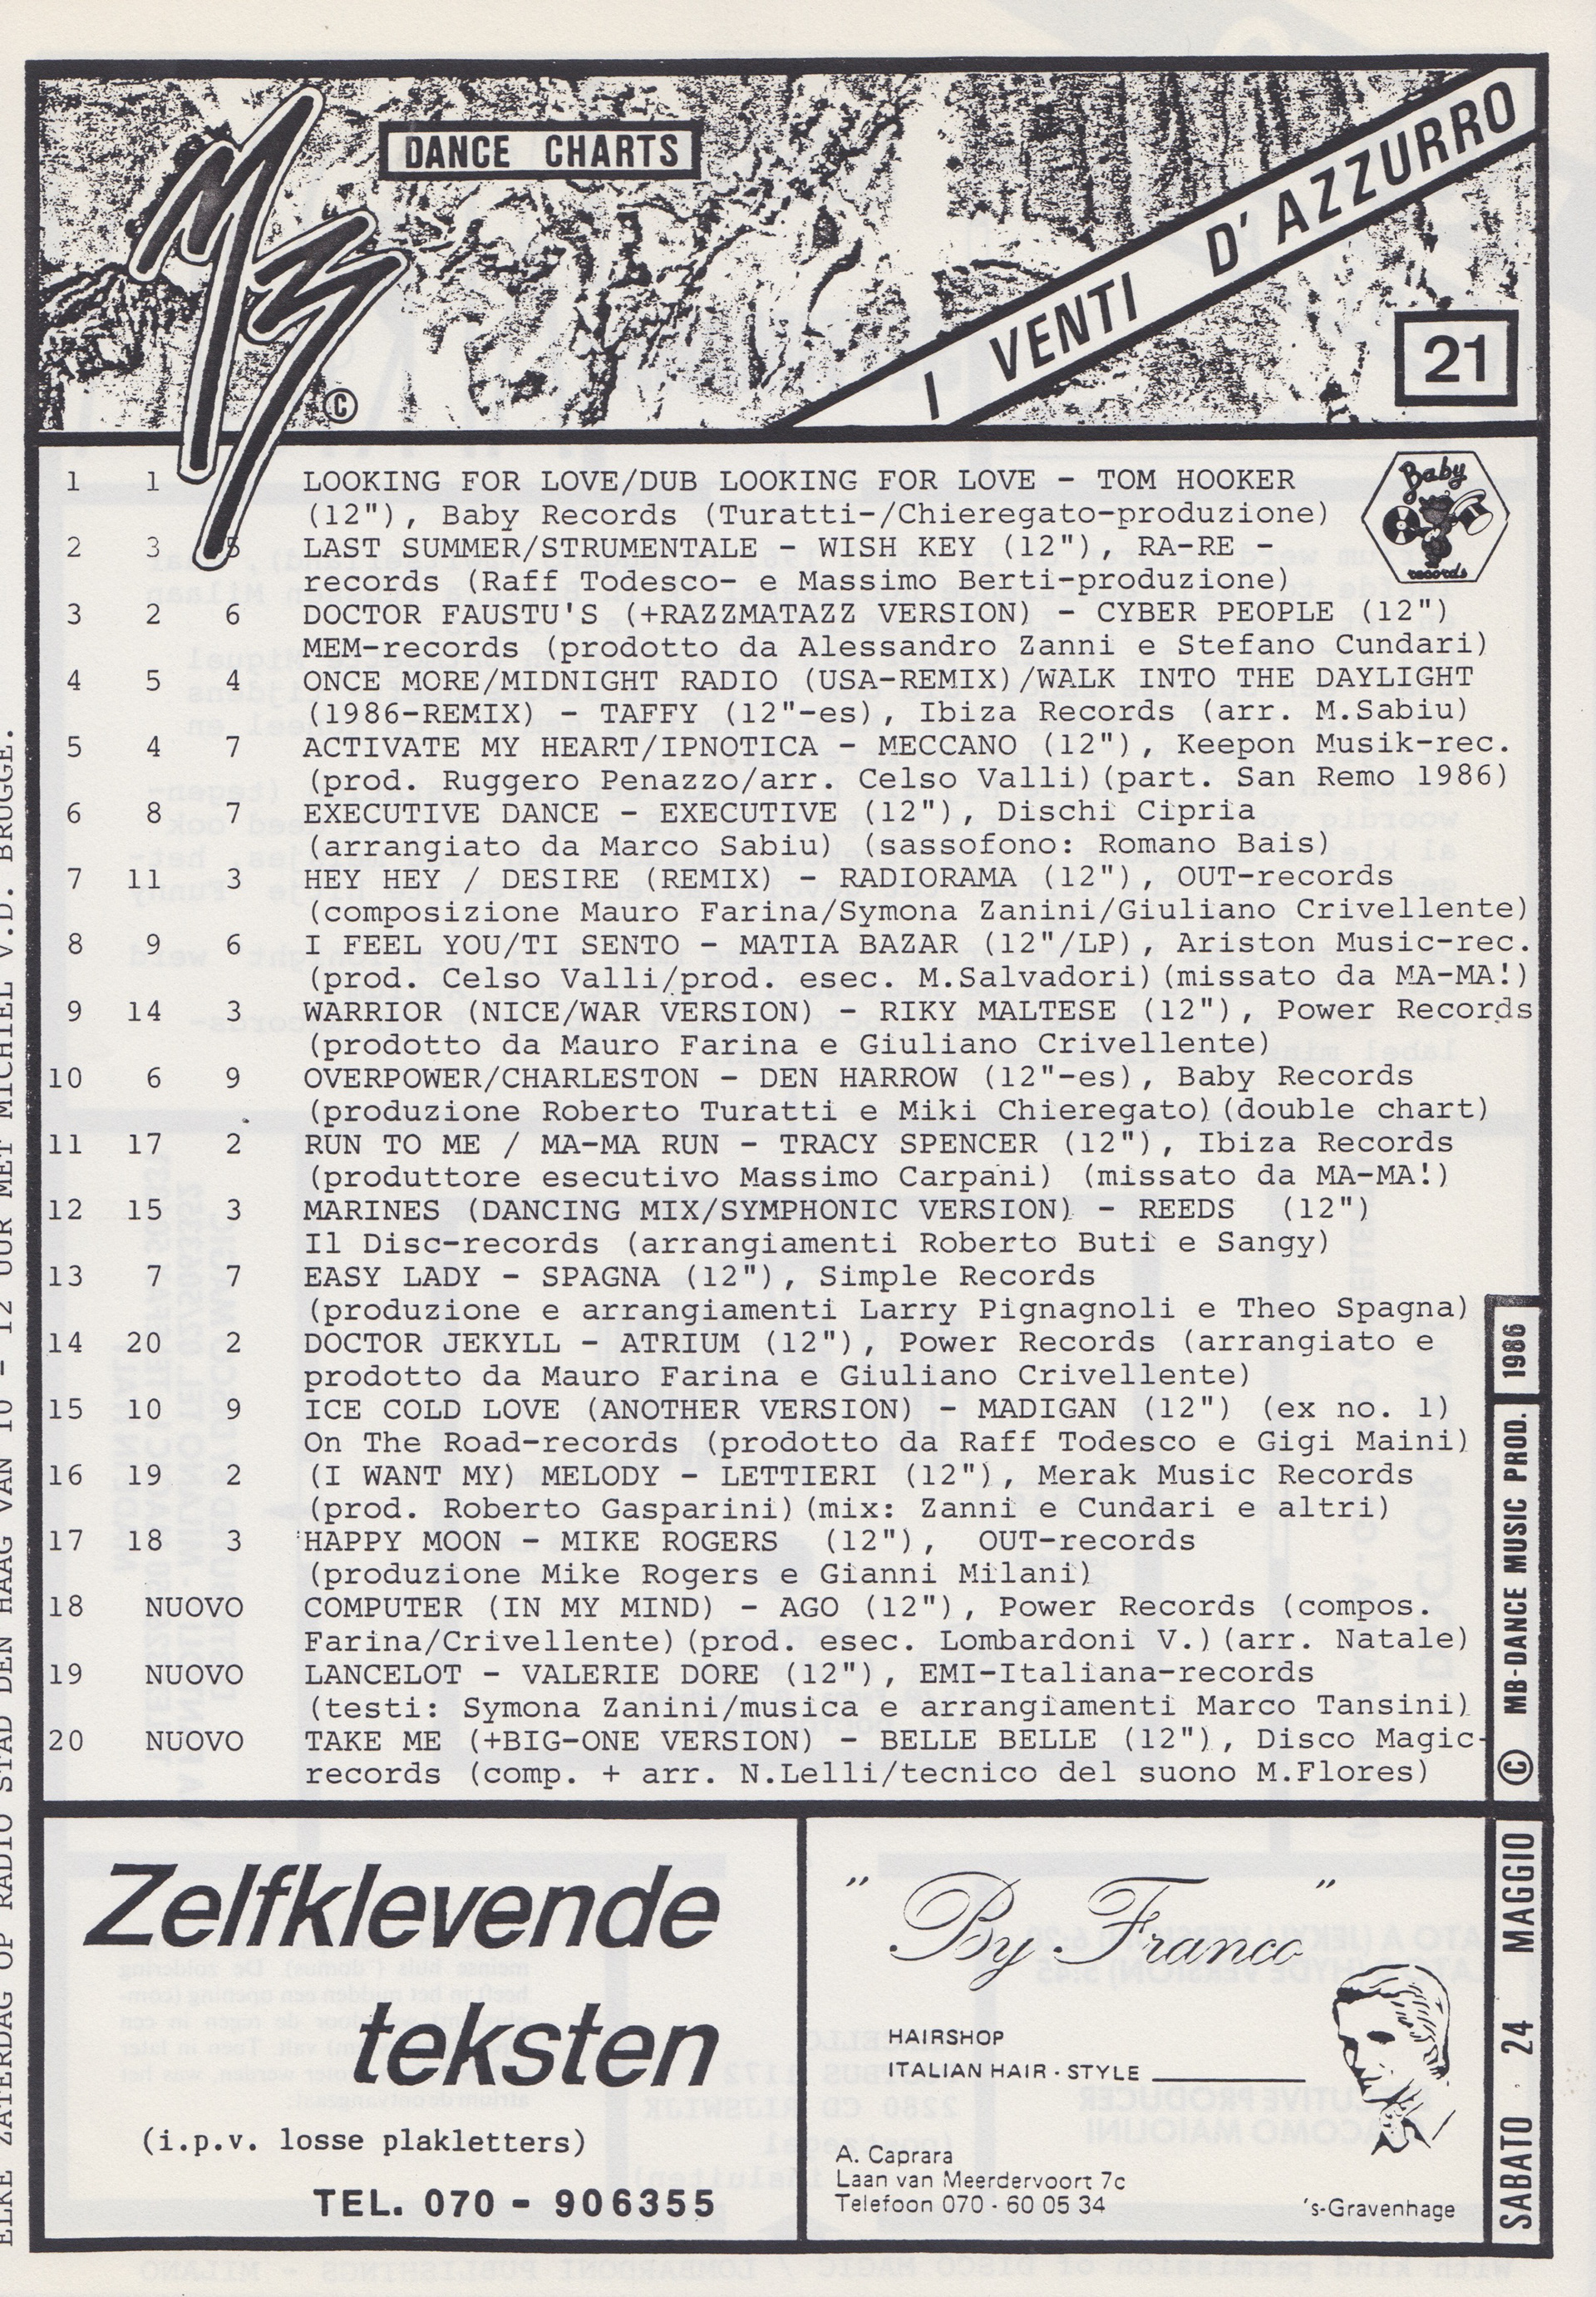 DANCE CHARTS
I VENTI D'AZZURRO
21
©
Baby
records
1 1 LOOKING FOR LOVE/DUB LOOKING FOR LOVE - TOM HOOKER
(12"), Baby Records (Turatti-/Chieregato-produzione)
2 3 5 LAST SUMMER/STRUMENTALE - WISH KEY (12"), RA-RE -
records (Raff Todesco- e Massimo Berti-produzione)
3 2 6 DOCTOR FAUSTU'S (+RAZZMATAZZ VERSION) - CYBER PEOPLE (12")
MEM-records (prodotto da Alessandro Zanni e Stefano Cundari)
4 5 4 ONCE MORE/MIDNIGHT RADIO (USA-REMIX)/WALK INTO THE DAYLIGHT
(1986-REMIX) - TAFFY (12"-es), Ibiza Records (arr. M.Sabiu)
5 4 7 ACTIVATE MY HEART/IPNOTICA - MECCANO (12"), Keepon Musik-rec.
(prod. Ruggero Penazzo/arr. Celso Valli)(part. San Remo 1986)
6 8 7 EXECUTIVE DANCE - EXECUTIVE (12"), Dischi Cipria
(arrangiato da Marco Sabiu) (sassofono: Romano Bais)
7 11 3 HEY HEY / DESIRE (REMIX) - RADIORAMA (12"), OUT-records
(composizione Mauro Farina/Symona Zanini/Giuliano Crivellente)
8 9 6 I FEEL YOU/TI SENTO - MATIA BAZAR (12"/LP), Ariston Music-rec.
(prod. Celso Valli/prod. esec. M.Salvadori)(missato da MA-MA!)
9 14 3 WARRIOR (NICE/WAR VERSION) - RIKY MALTESE (12"), Power Records
(prodotto da Mauro Farina e Giuliano Crivellente)
10 6 9 OVERPOWER/CHARLESTON - DEN HARROW (12"-es), Baby Records
(produzione Roberto Turatti e Miki Chieregato)(double chart)
11 17 2 RUN TO ME / MA-MA RUN - TRACY SPENCER (12"), Ibiza Records
(produttore esecutivo Massimo Carpani) (missato da MA-MA!)
12 15 3 MARINES (DANCING MIX/SYMPHONIC VERSION) - REEDS (12")
Il Disc-records (arrangiamenti Roberto Buti e Sangy)
13 7 7 EASY LADY - SPAGNA (12"), Simple Records
(produzione e arrangiamenti Larry Pignagnoli e Theo Spagna)
14 20 2 DOCTOR JEKYLL - ATRIUM (12"), Power Records (arrangiato e
prodotto da Mauro Farina e Giuliano Crivellente)
15 10 9 ICE COLD LOVE (ANOTHER VERSION) - MADIGAN (12") (ex no. 1)
On The Road-records (prodotto da Raff Todesco e Gigi Maini)
16 19 2 (I WANT MY) MELODY - LETTIERI (12"), Merak Music Records
(prod. Roberto Gasparini)(mix: Zanni e Cundari e altri)
17 18 3 HAPPY MOON - MIKE ROGERS (12"), OUT-records
(produzione Mike Rogers e Gianni Milani)
18 NUOVO COMPUTER (IN MY MIND) - AGO (12"), Power Records (compos.
Farina/Crivellente)(prod. esec. Lombardoni V.)(arr. Natale)
19 NUOVO LANCELOT - VALERIE DORE (12"), EMI-Italiana-records
(testi: Symona Zanini/musica e arrangiamenti Marco Tansini)
20 NUOVO TAKE ME (+BIG-ONE VERSION) - BELLE BELLE (12"), Disco Magic-
records (comp. + arr. N.Lelli/tecnico del suono M.Flores)
© MB-DANCE MUSIC PROD. 1986
SABATO 24 MAGGIO
ELKE ZATERDAG OP RADIO STAD DEN HAAG VAN 10 - 12 UUR MET MICHIEL V.D. BRUGGE.
Zelfklevende
teksten
(i.p.v. losse plakletters)
TEL. 070 - 906355
" By Franco "
HAIRSHOP
ITALIAN HAIR - STYLE
A. Caprara
Laan van Meerdervoort 7c
Telefoon 070 - 60 05 34 's-Gravenhage